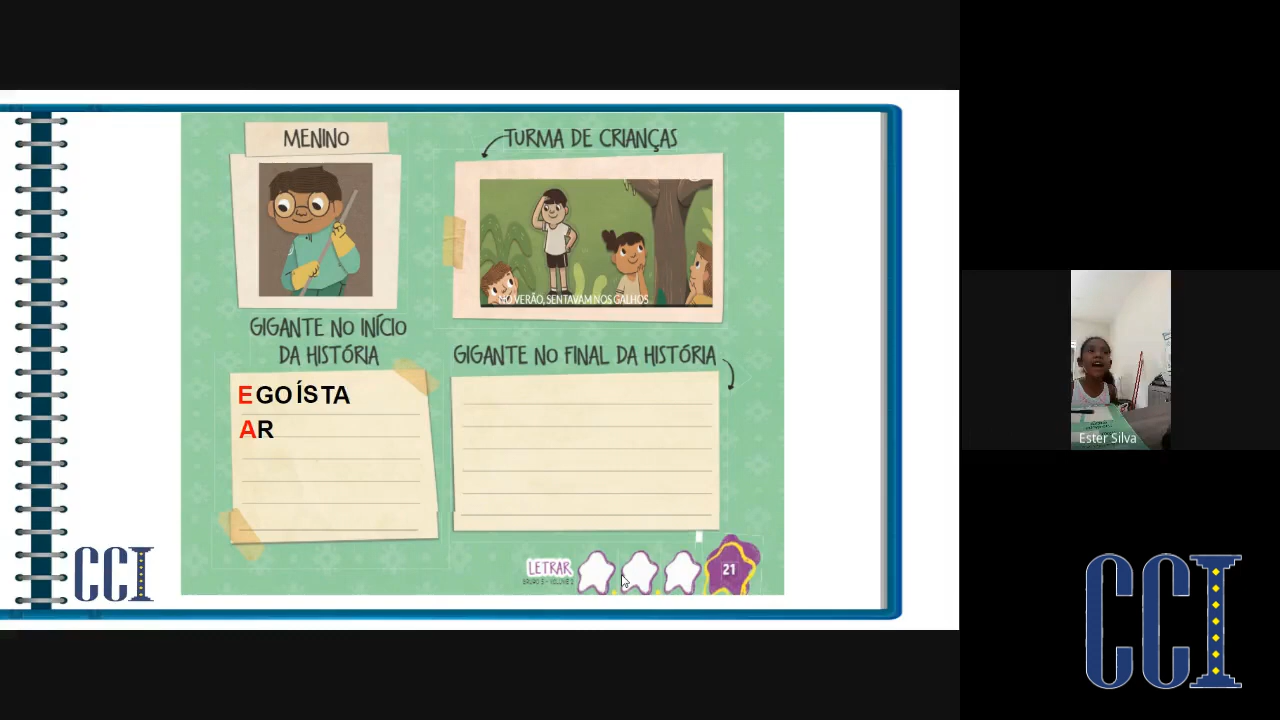 MENINO
TURMA DE CRIANÇAS
NO VERÃO, SENTAVAM NOS GALHOS
GIGANTE NO INÍCIO
DA HISTÓRIA
GIGANTE NO FINAL DA HISTÓRIA
EGOÍSTA
AR
LETRAR
21
CCI
Ester Silva
CCI